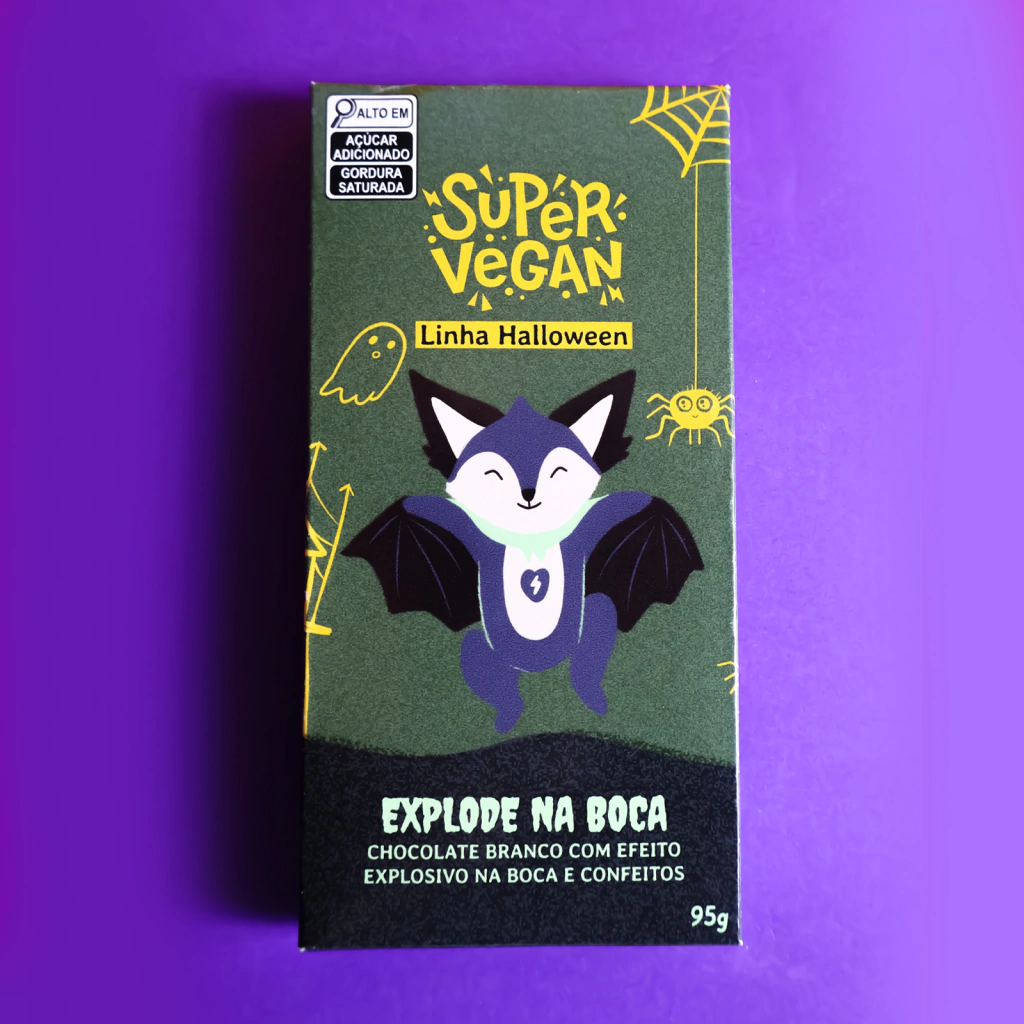 ALTO EM
AÇÚCAR
ADICIONADO
GORDURA
SATURADA
SUPER
VEGAN
Linha Halloween
EXPLODE NA BOCA
CHOCOLATE BRANCO COM EFEITO
EXPLOSIVO NA BOCA E CONFEITOS
95g